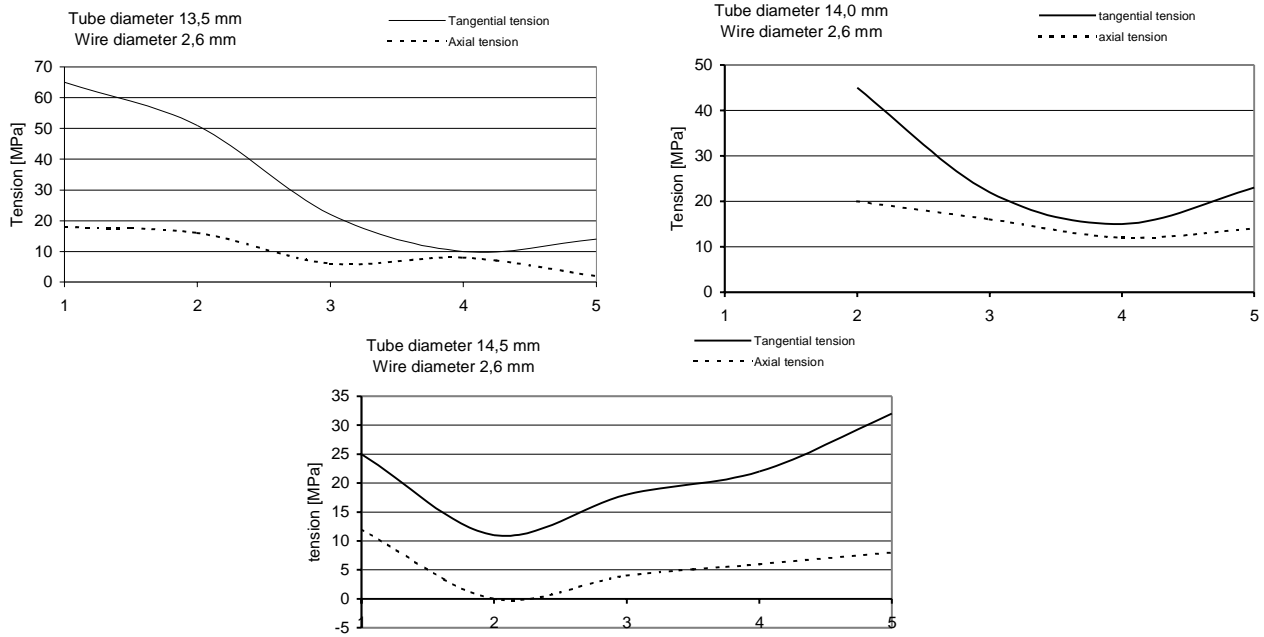 Tube diameter 13,5 mm
Wire diameter 2,6 mm
Tangential tension
Axial tension
Tension [MPa]
70
60
50
40
30
20
10
0
1 2 3 4 5
Tube diameter 14,0 mm
Wire diameter 2,6 mm
tangential tension
axial tension
Tension [MPa]
50
40
30
20
10
0
1 2 3 4 5
Tube diameter 14,5 mm
Wire diameter 2,6 mm
Tangential tension
Axial tension
tension [MPa]
35
30
25
20
15
10
5
0
-5
1 2 3 4 5